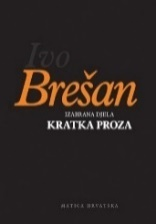 Ivo
Brešan
IZABRANA DJELA
KRATKA PROZA
MATICA HRVATSKA